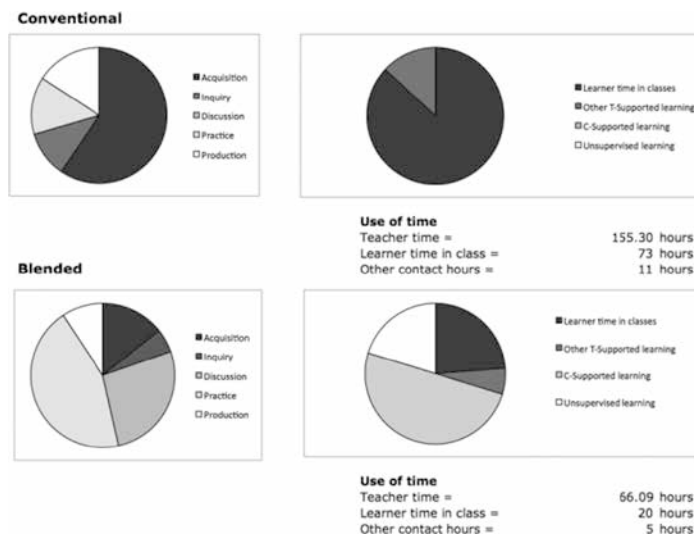 Conventional
Acquisition
Inquiry
Discussion
Practice
Production
Learner time in classes
Other T-Supported learning
C-Supported learning
Unsupervised learning
Use of time
Teacher time = 155.30 hours
Learner time in class = 73 hours
Other contact hours = 11 hours
Blended
Acquisition
Inquiry
Discussion
Practice
Production
Learner time in classes
Other T-Supported learning
C-Supported learning
Unsupervised learning
Use of time
Teacher time = 66.09 hours
Learner time in class = 20 hours
Other contact hours = 5 hours